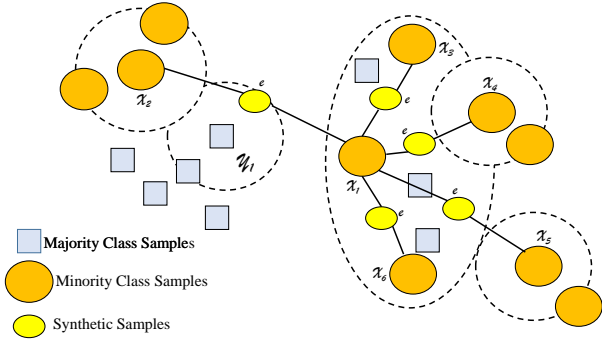 e
x₃
x₂
e
x₄
e
e
y₁
x₁
e
e
x₅
x₆
Majority Class Samples
Minority Class Samples
Synthetic Samples